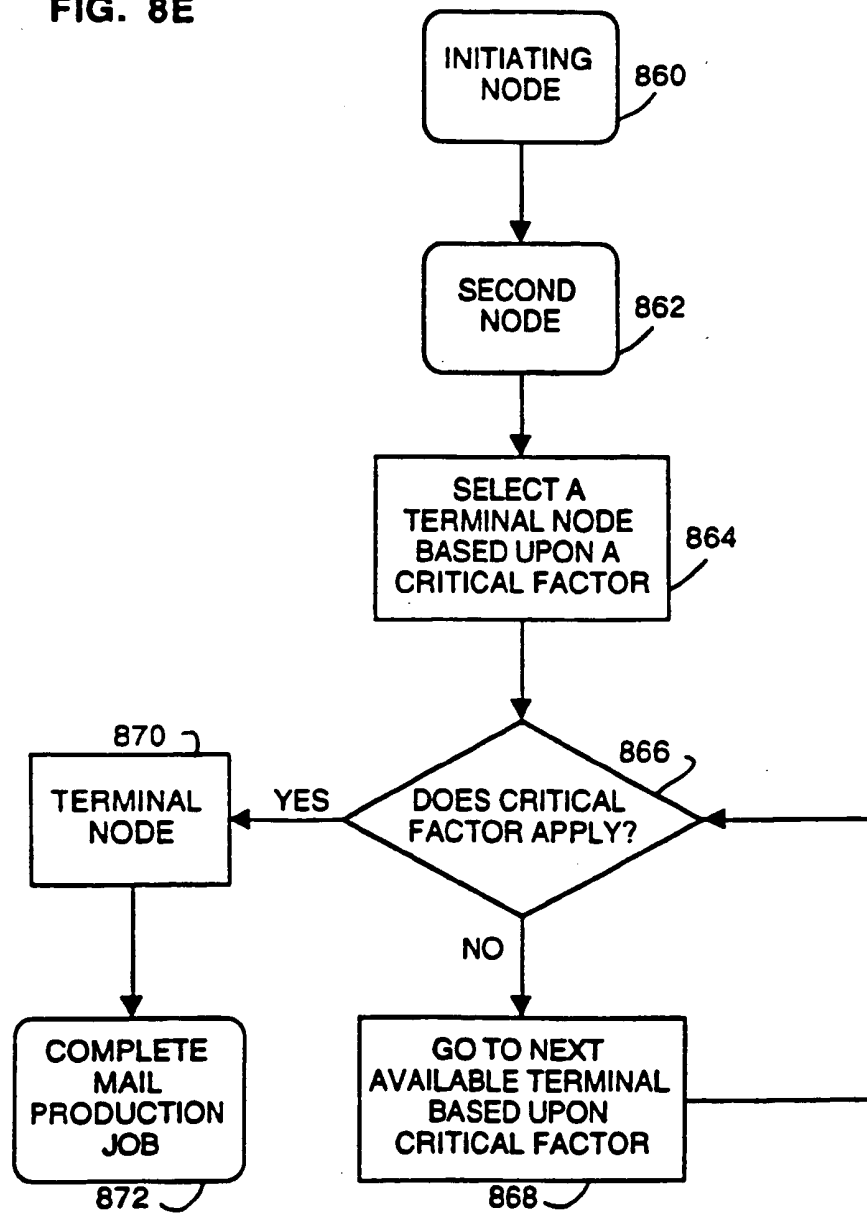 FIG. 8E
INITIATING
NODE
860
SECOND
NODE
862
SELECT A
TERMINAL NODE
BASED UPON A
CRITICAL FACTOR
864
866
DOES CRITICAL
FACTOR APPLY?
YES
870
TERMINAL
NODE
NO
COMPLETE
MAIL
PRODUCTION
JOB
872
GO TO NEXT
AVAILABLE TERMINAL
BASED UPON
CRITICAL FACTOR
868